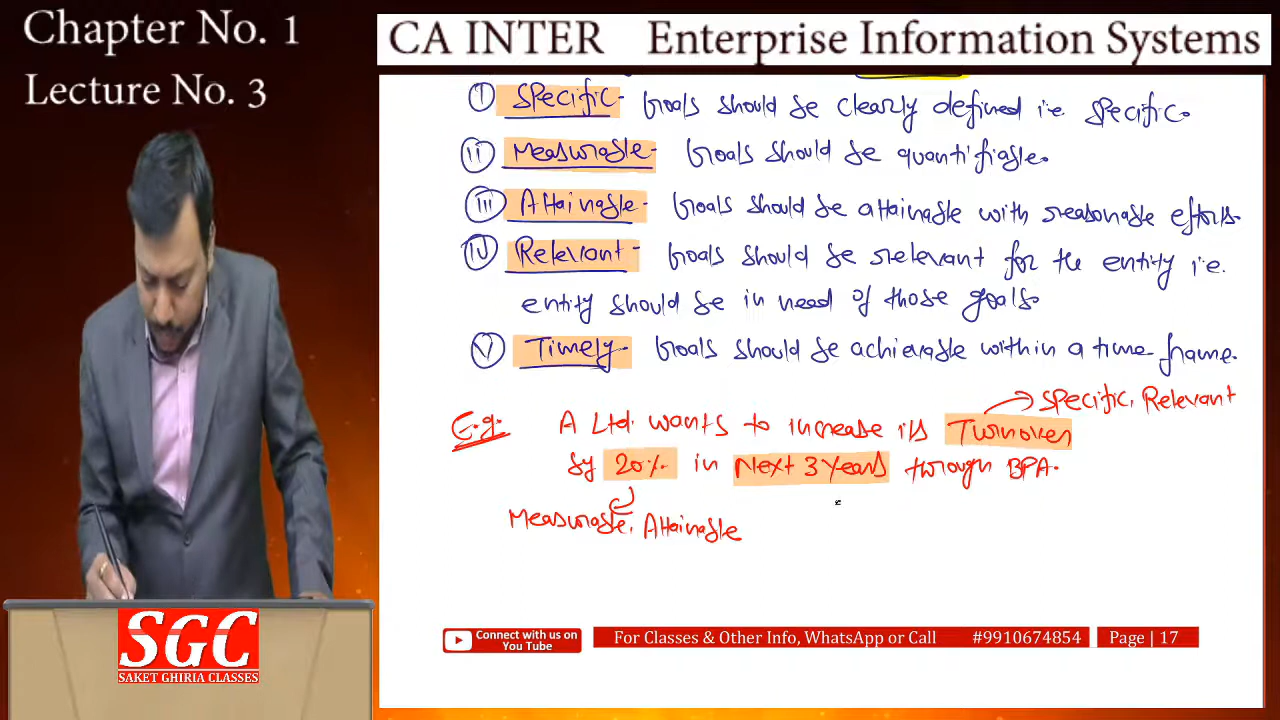 Chapter No. 1
Lecture No. 3
CA INTER Enterprise Information Systems
i Specific - Goals should be clearly defined i.e. specific.
ii Measurable - Goals should be quantifiable.
iii Attainable - Goals should be attainable with reasonable efforts.
iv Relevant - Goals should be relevant for the entity i.e.
entity should be in need of those goals.
v Timely - Goals should be achievable within a time frame.
Specific, Relevant
E.g. A Ltd. wants to increase its Turnover
by 20% in Next 3 Years through BPA.
Measurable, Attainable
SGC
SAKET GHIRIA CLASSES
Connect with us on
You Tube
For Classes & Other Info, WhatsApp or Call #9910674854 Page | 17